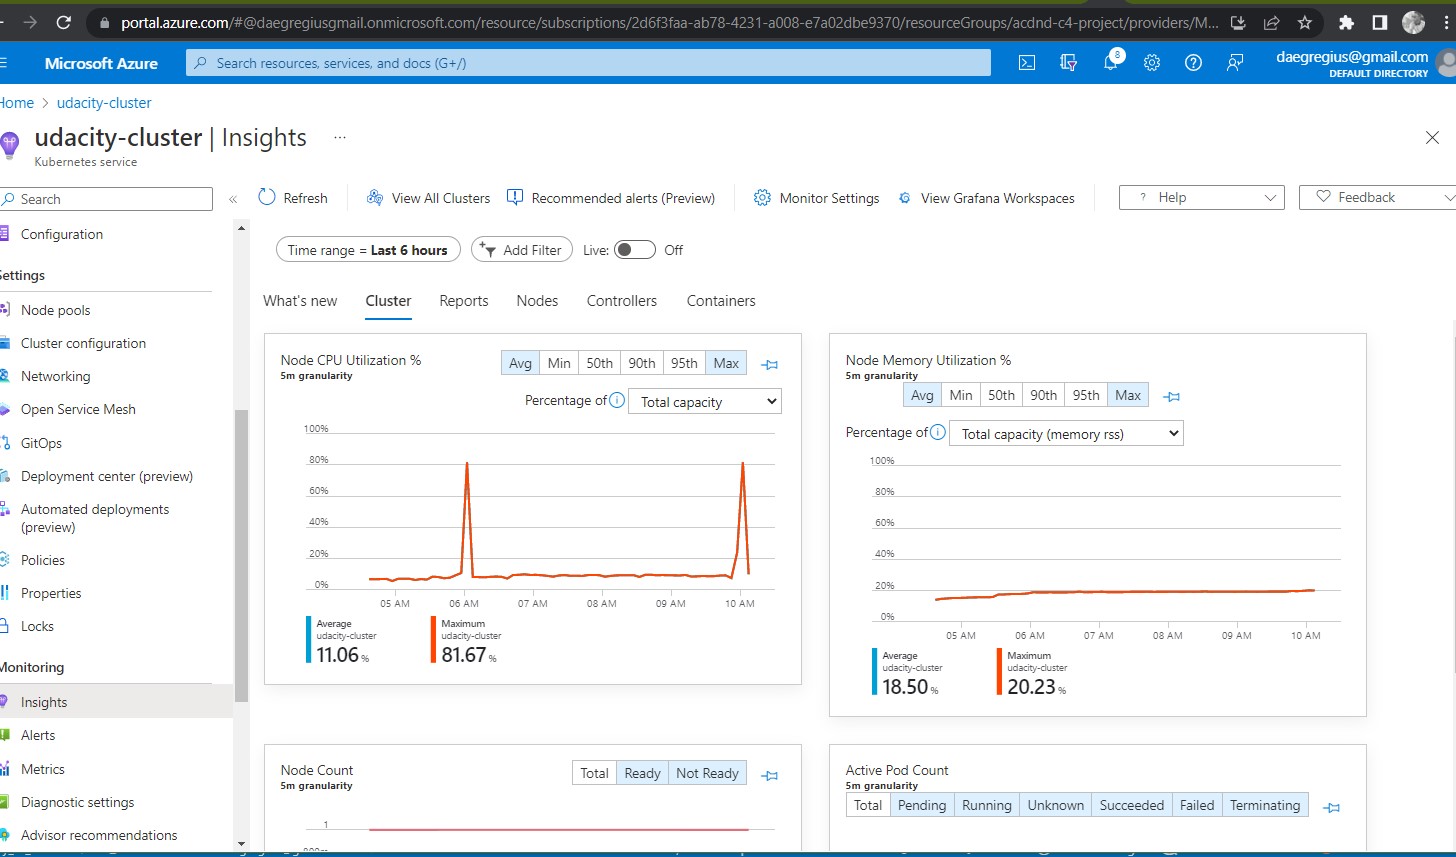 portal.azure.com/#@daegregiusgmail.onmicrosoft.com/resource/subscriptions/2d6f3faa-ab78-4231-a008-e7a02dbe9370/resourceGroups/acdnd-c4-project/providers/M...
Microsoft Azure
Search resources, services, and docs (G+/)
8
daegregius@gmail.com
DEFAULT DIRECTORY
Home > udacity-cluster
udacity-cluster | Insights ...
Kubernetes service
Search
«
Refresh
View All Clusters
Recommended alerts (Preview)
Monitor Settings
View Grafana Workspaces
? Help
Feedback
Configuration
Settings
Node pools
Cluster configuration
Networking
Open Service Mesh
GitOps
Deployment center (preview)
Automated deployments
(preview)
Policies
Properties
Locks
Monitoring
Insights
Alerts
Metrics
Diagnostic settings
Advisor recommendations
Time range = Last 6 hours
Add Filter
Live: Off
What's new Cluster Reports Nodes Controllers Containers
Node CPU Utilization %
5m granularity
Avg Min 50th 90th 95th Max
Percentage of Total capacity
100%
80%
60%
40%
20%
0%
05 AM 06 AM 07 AM 08 AM 09 AM 10 AM
Average
udacity-cluster
11.06 %
Maximum
udacity-cluster
81.67 %
Node Memory Utilization %
5m granularity
Avg Min 50th 90th 95th Max
Percentage of Total capacity (memory rss)
100%
80%
60%
40%
20%
0%
05 AM 06 AM 07 AM 08 AM 09 AM 10 AM
Average
udacity-cluster
18.50 %
Maximum
udacity-cluster
20.23 %
Node Count
5m granularity
Total Ready Not Ready
1
Active Pod Count
5m granularity
Total Pending Running Unknown Succeeded Failed Terminating